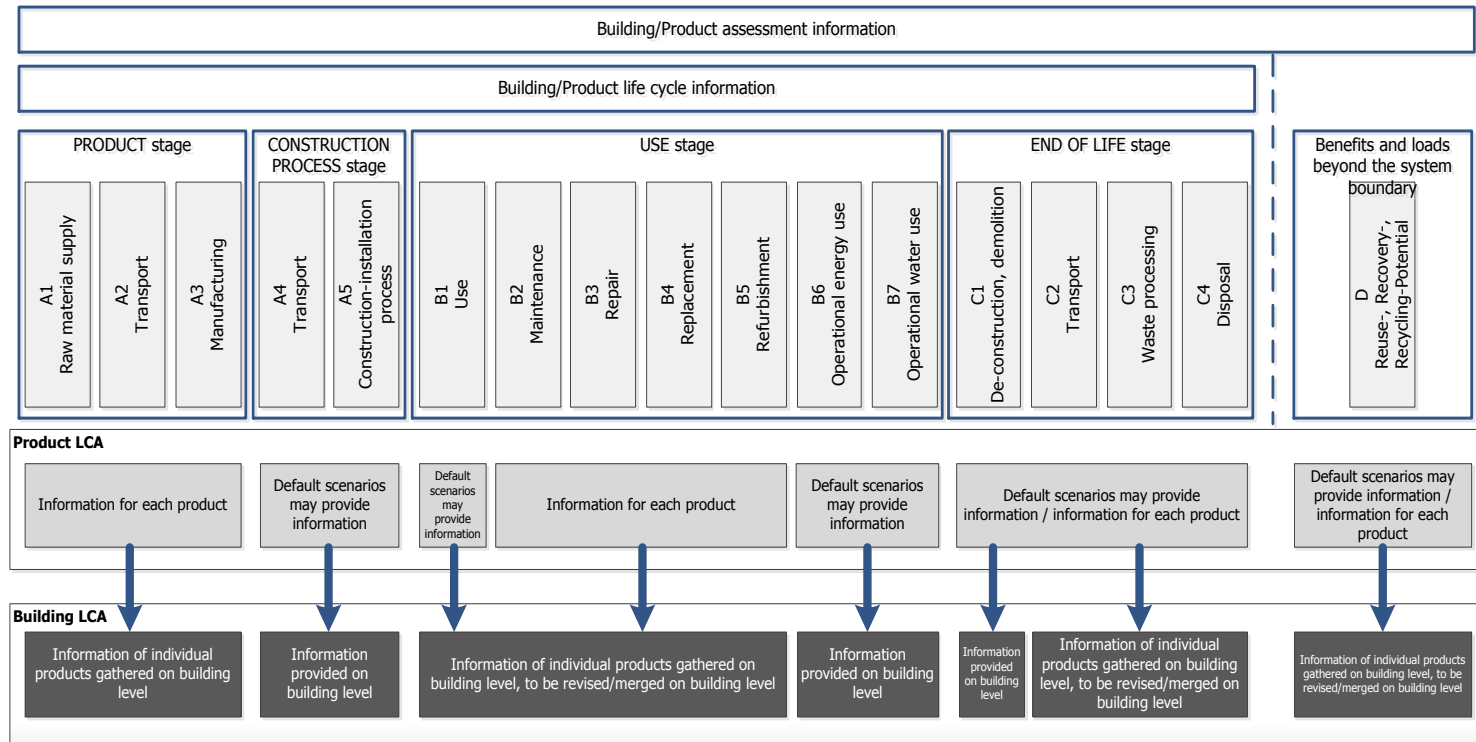 Building/Product assessment information
Building/Product life cycle information
PRODUCT stage
CONSTRUCTION
PROCESS stage
USE stage
END OF LIFE stage
Benefits and loads
beyond the system
boundary
A1
Raw material supply
A2
Transport
A3
Manufacturing
A4
Transport
A5
Construction-installation
process
B1
Use
B2
Maintenance
B3
Repair
B4
Replacement
B5
Refurbishment
B6
Operational energy use
B7
Operational water use
C1
De-construction, demolition
C2
Transport
C3
Waste processing
C4
Disposal
D
Reuse-, Recovery-,
Recycling-Potential
Product LCA
Information for each product
Default scenarios
may provide
information
Default
scenarios
may
provide
information
Information for each product
Default scenarios
may provide
information
Default scenarios may provide
information / information for each product
Default scenarios may
provide information /
information for each
product
Building LCA
Information of individual
products gathered on building
level
Information
provided on
building level
Information of individual products gathered on
building level, to be revised/merged on building level
Information
provided on building
level
Information
provided
on building
level
Information of individual
products gathered on building
level, to be revised/merged on
building level
Information of individual products
gathered on building level, to be
revised/merged on building level